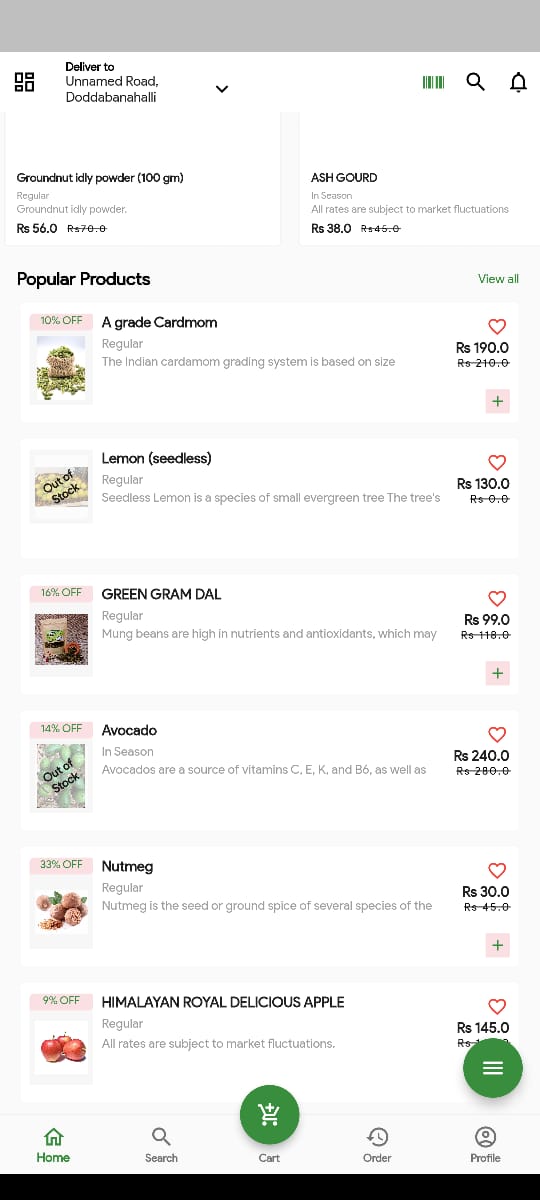 Deliver to
Unnamed Road,
Doddabanahalli
Groundnut idly powder (100 gm)
Regular
Groundnut idly powder.
Rs 56.0 Rs70.0
ASH GOURD
In Season
All rates are subject to market fluctuations
Rs 38.0 Rs45.0
Popular Products
View all
10% OFF
A grade Cardmom
Regular
The Indian cardamom grading system is based on size
Rs 190.0
Rs 210.0
+
Out of
Stock
Lemon (seedless)
Regular
Seedless Lemon is a species of small evergreen tree The tree's
Rs 130.0
Rs 0.0
16% OFF
GREEN GRAM DAL
Regular
Mung beans are high in nutrients and antioxidants, which may
Rs 99.0
Rs 118.0
+
14% OFF
Out of
Stock
Avocado
In Season
Avocados are a source of vitamins C, E, K, and B6, as well as
Rs 240.0
Rs 280.0
33% OFF
Nutmeg
Regular
Nutmeg is the seed or ground spice of several species of the
Rs 30.0
Rs 45.0
+
9% OFF
HIMALAYAN ROYAL DELICIOUS APPLE
Regular
All rates are subject to market fluctuations.
Rs 145.0
Rs
Home
Search
Cart
Order
Profile